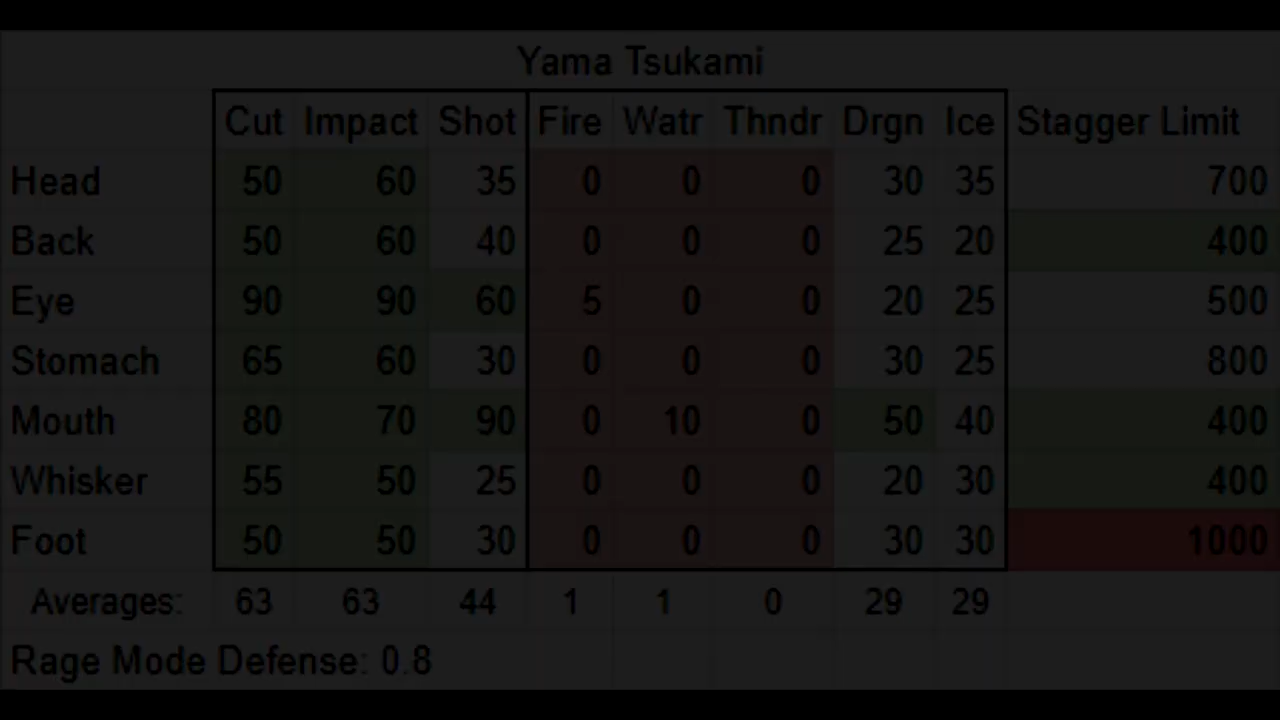 Yama Tsukami
Cut Impact Shot Fire Watr Thndr Drgn Ice Stagger Limit
Head 50 60 35 0 0 0 30 35 700
Back 50 60 40 0 0 0 25 20 400
Eye 90 90 60 5 0 0 20 25 500
Stomach 65 60 30 0 0 0 30 25 800
Mouth 80 70 90 0 10 0 50 40 400
Whisker 55 50 25 0 0 0 20 30 400
Foot 50 50 30 0 0 0 30 30 1000
Averages: 63 63 44 1 1 0 29 29
Rage Mode Defense: 0.8